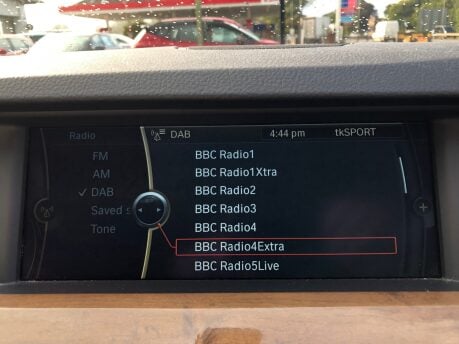 Radio
DAB
4:44 pm
tkSPORT
FM
AM
DAB
Saved s
Tone
BBC Radio1
BBC Radio1Xtra
BBC Radio2
BBC Radio3
BBC Radio4
BBC Radio4Extra
BBC Radio5Live